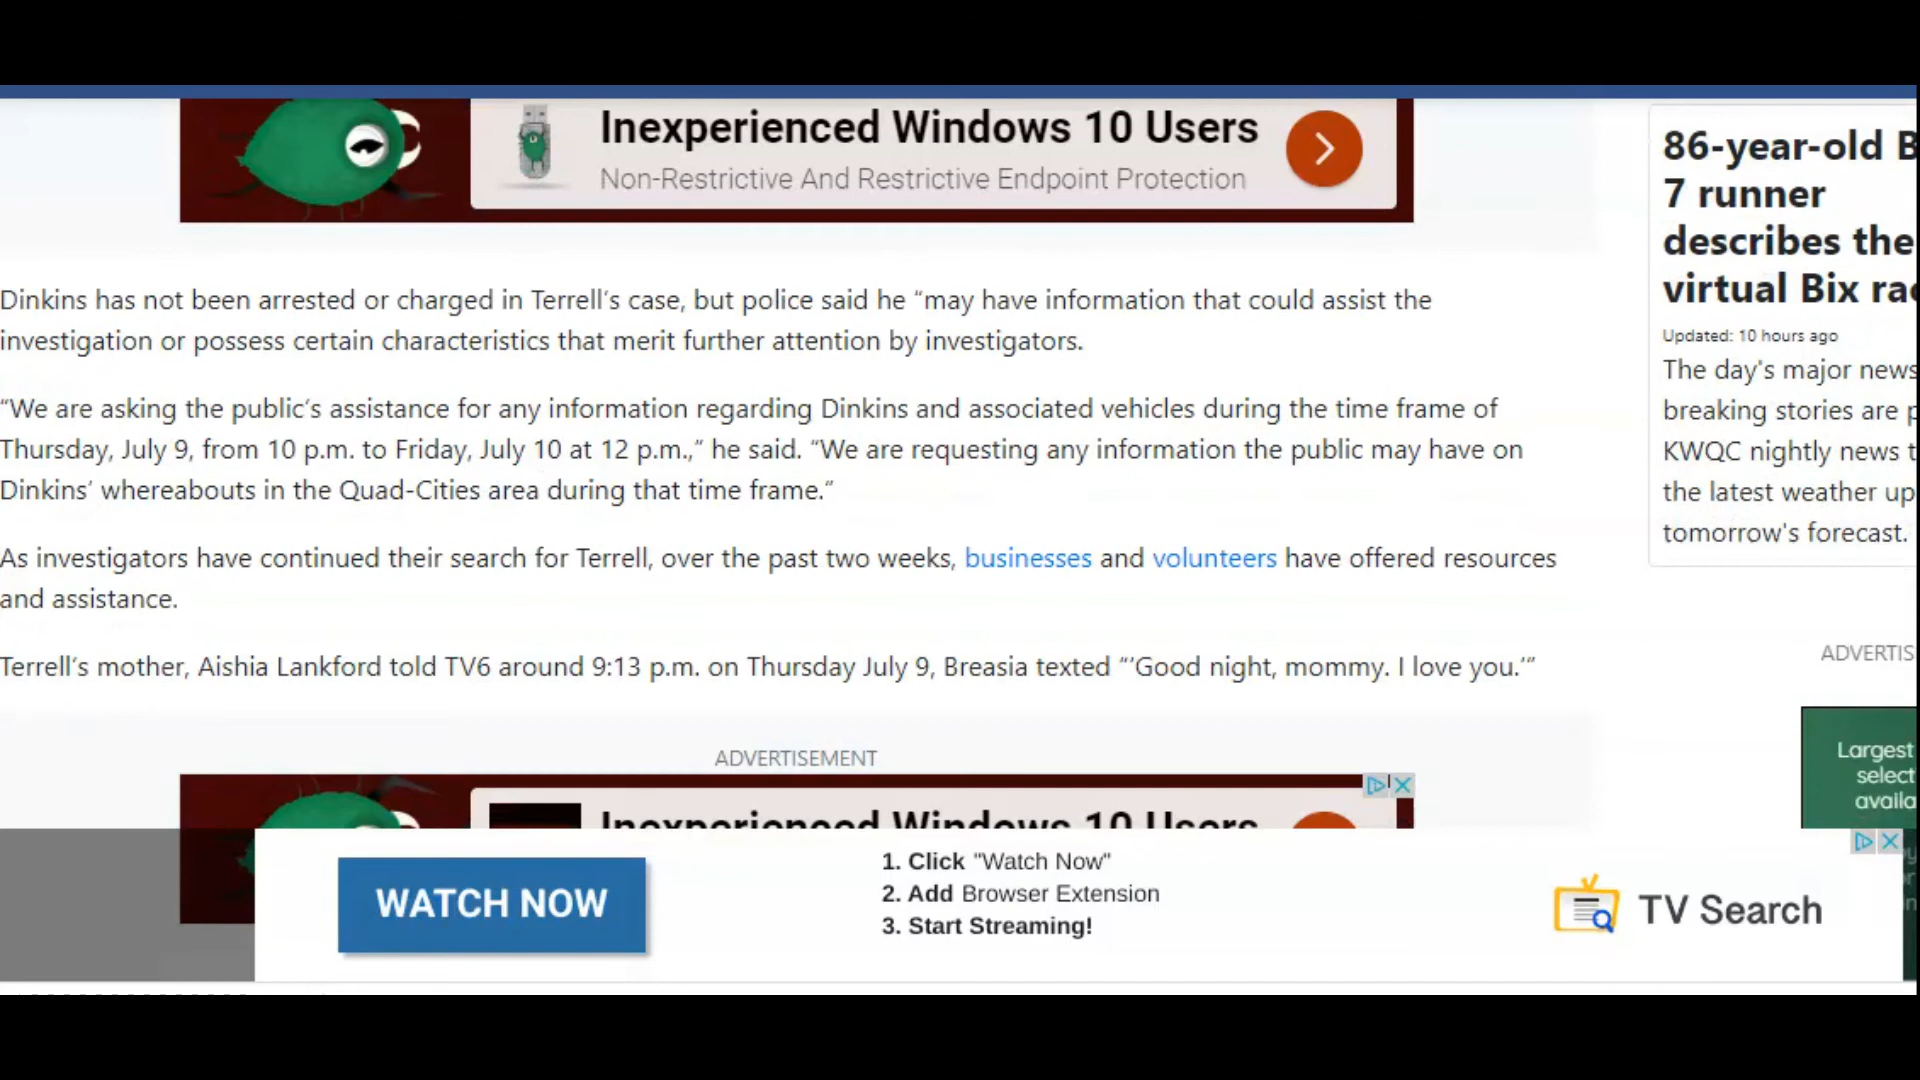 Inexperienced Windows 10 Users
Non-Restrictive And Restrictive Endpoint Protection
Dinkins has not been arrested or charged in Terrell’s case, but police said he “may have information that could assist the
investigation or possess certain characteristics that merit further attention by investigators.
“We are asking the public’s assistance for any information regarding Dinkins and associated vehicles during the time frame of
Thursday, July 9, from 10 p.m. to Friday, July 10 at 12 p.m.,” he said. “We are requesting any information the public may have on
Dinkins’ whereabouts in the Quad-Cities area during that time frame.”
As investigators have continued their search for Terrell, over the past two weeks, businesses and volunteers have offered resources
and assistance.
Terrell’s mother, Aishia Lankford told TV6 around 9:13 p.m. on Thursday July 9, Breasia texted “‘Good night, mommy. I love you.’”
ADVERTISEMENT
Inexperienced Windows 10 Users
86-year-old B
7 runner
describes the
virtual Bix ra
Updated: 10 hours ago
The day's major news
breaking stories are p
KWQC nightly news t
the latest weather up
tomorrow's forecast.
ADVERTIS
Largest
select
availa
WATCH NOW
1. Click "Watch Now"
2. Add Browser Extension
3. Start Streaming!
TV Search